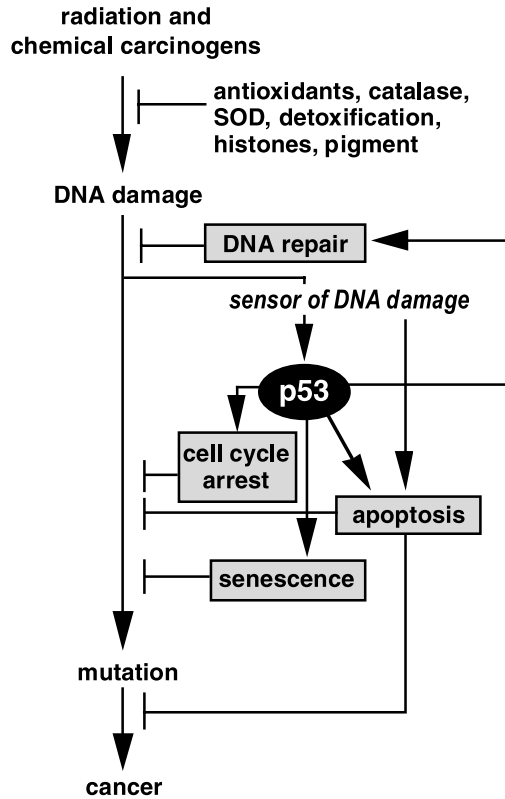 radiation and
chemical carcinogens
antioxidants, catalase,
SOD, detoxification,
histones, pigment
DNA damage
DNA repair
sensor of DNA damage
p53
cell cycle
arrest
apoptosis
senescence
mutation
cancer